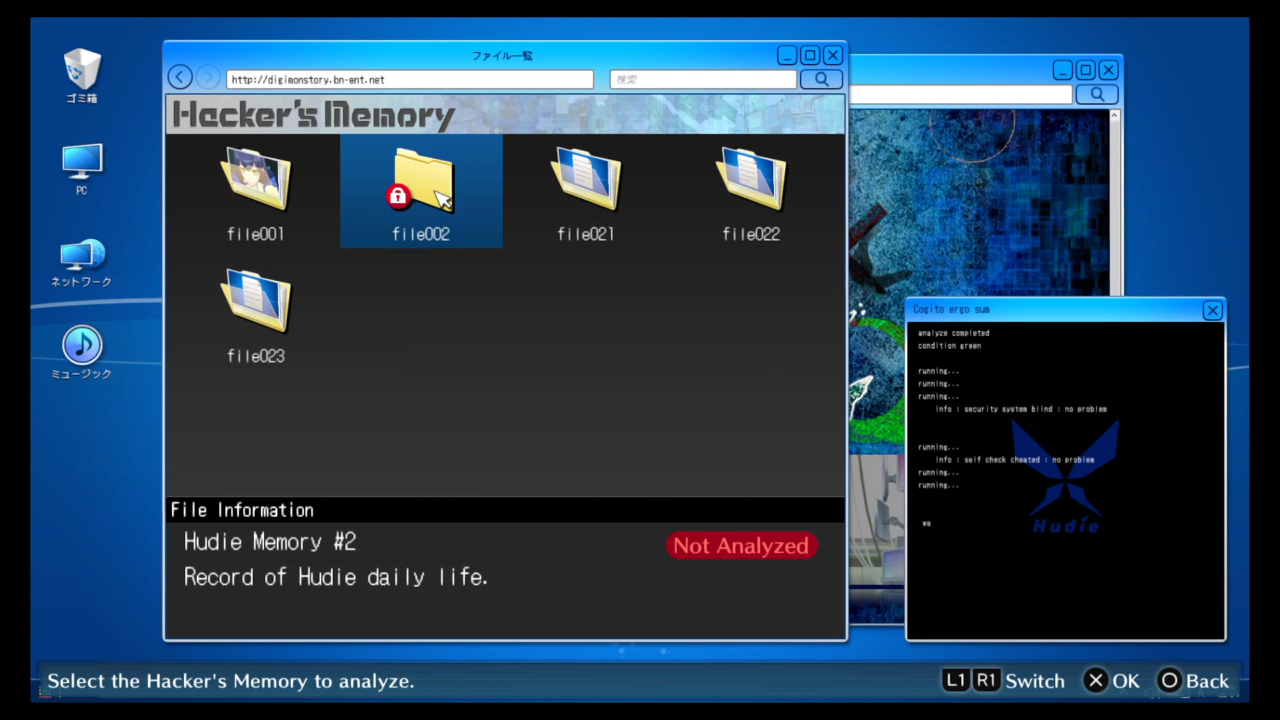 ゴミ箱
PC
ネットワーク
ミュージック
ファイル一覧
http://digimonstory.bn-ent.net
検索
Hacker's Memory
file001
file002
file021
file022
file023
File Information
Hudie Memory #2
Not Analyzed
Record of Hudie daily life.
Cogito ergo sum
analyze completed
condition green
running...
running...
running...
info : security system blind : no problem
running...
info : self check cheated : no problem
running...
running...
Hudie
Select the Hacker's Memory to analyze.
L1 R1 Switch
OK
Back